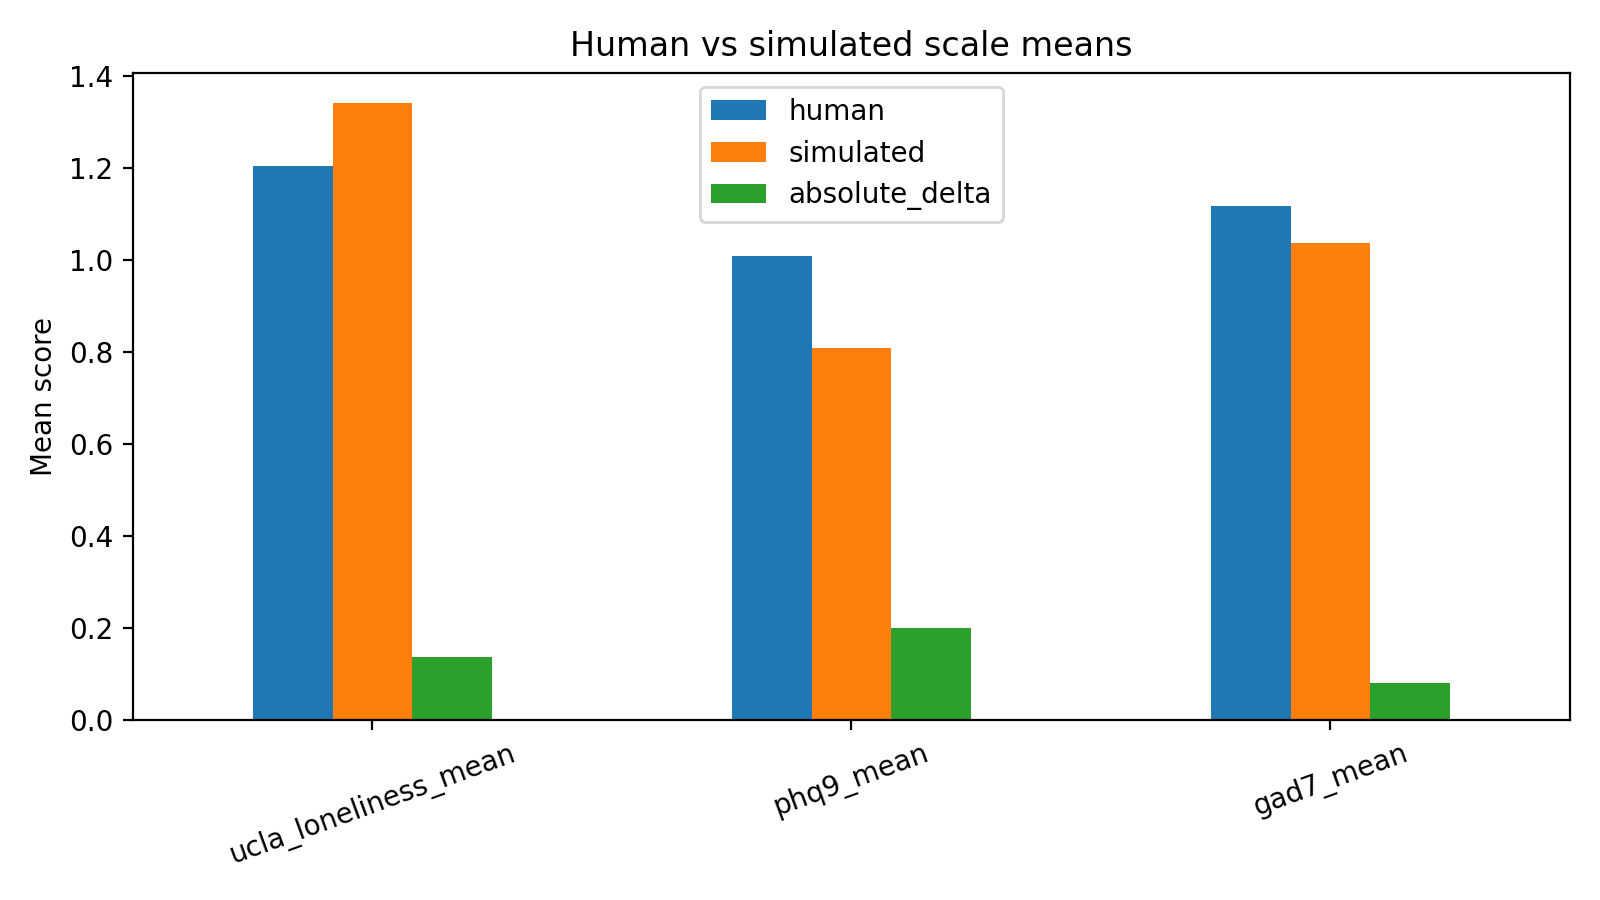 Human vs simulated scale means
human
simulated
absolute_delta
Mean score
1.4
1.2
1.0
0.8
0.6
0.4
0.2
0.0
ucla_loneliness_mean
phq9_mean
gad7_mean